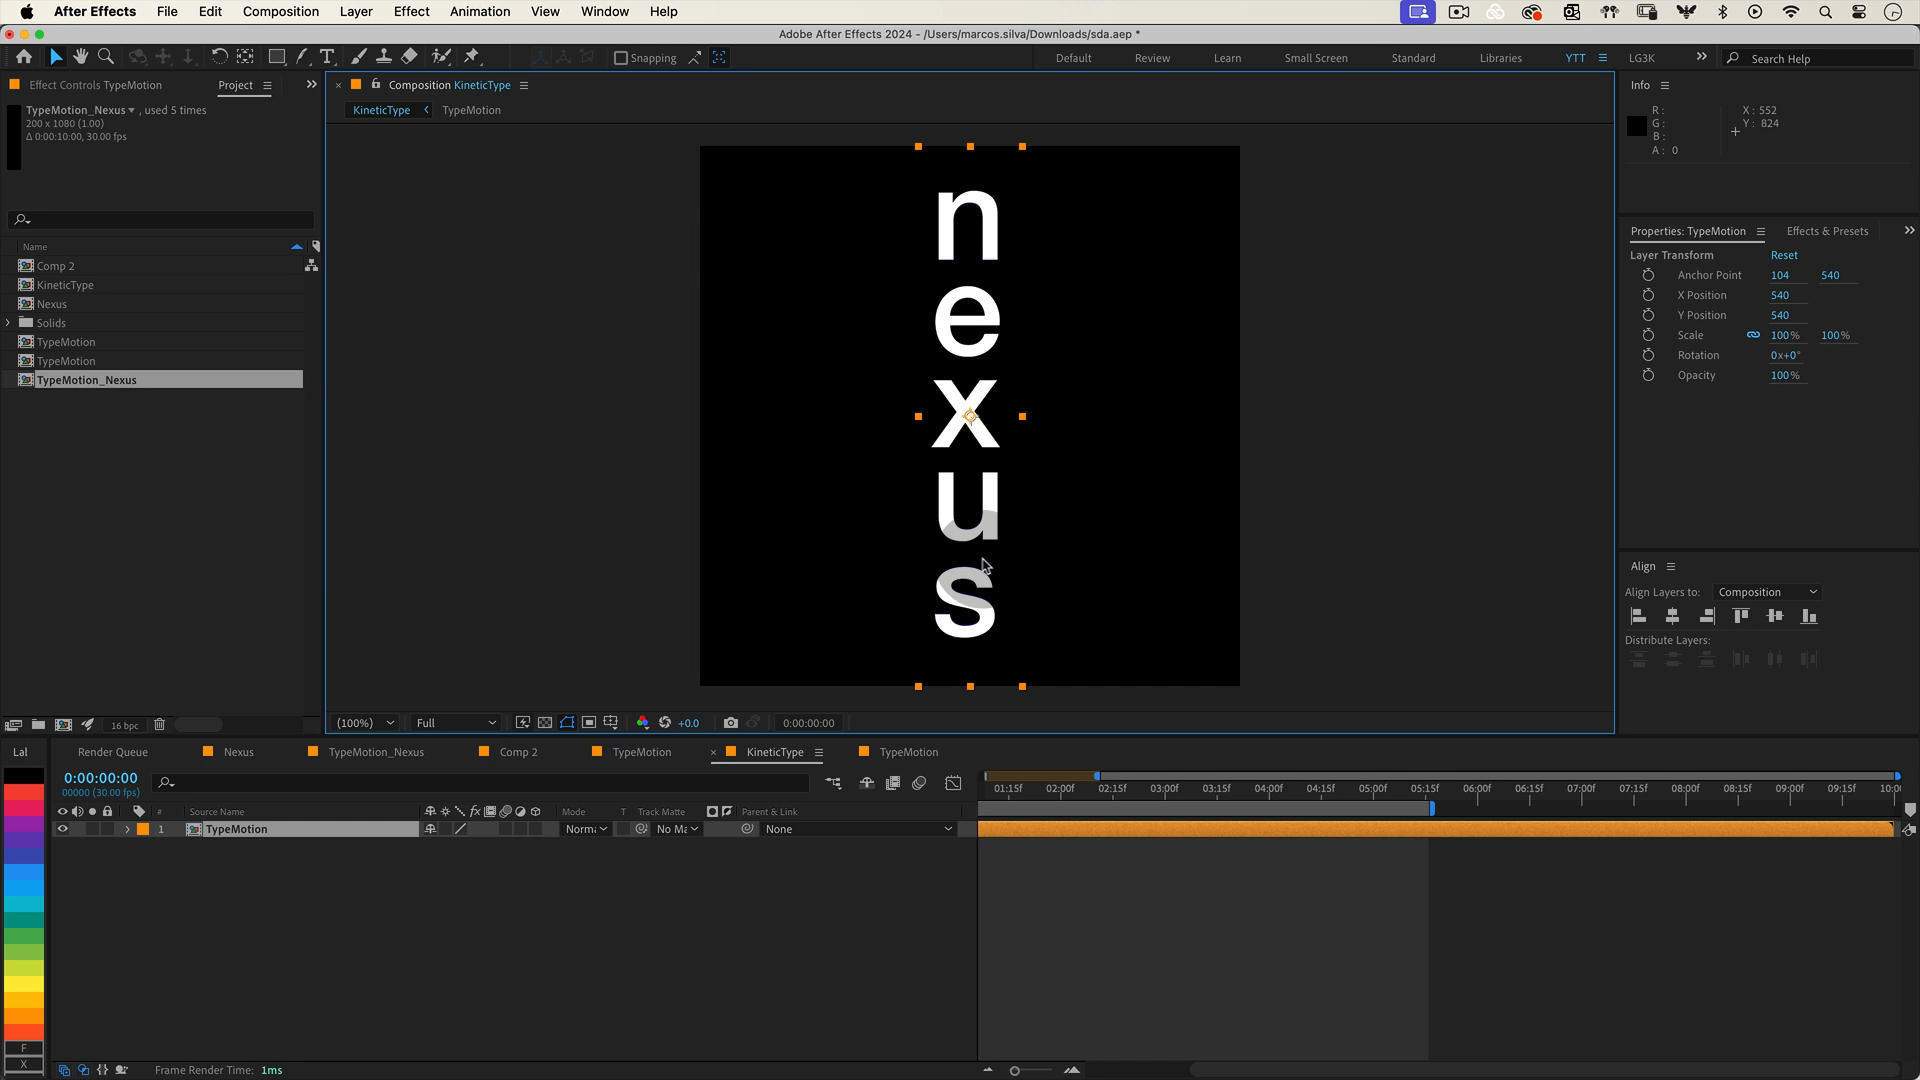 After Effects File Edit Composition Layer Effect Animation View Window Help
Adobe After Effects 2024 - /Users/marcos.silva/Downloads/sda.aep *
Snapping Default Review Learn Small Screen Standard Libraries YTT LG3K Search Help
Effect Controls TypeMotion Project
TypeMotion_Nexus , used 5 times
200 x 1080 (1.00)
Δ 0:00:10:00, 30.00 fps
Name
Comp 2
KineticType
Nexus
Solids
TypeMotion
TypeMotion
TypeMotion_Nexus
16 bpc
Composition KineticType
KineticType TypeMotion
n
e
x
u
s
(100%) Full +0.0 0:00:00:00
Info
R: X: 552
G: Y: 824
B:
A: 0
Properties: TypeMotion Effects & Presets
Layer Transform Reset
Anchor Point 104 540
X Position 540
Y Position 540
Scale 100% 100%
Rotation 0x+0°
Opacity 100%
Align
Align Layers to: Composition
Distribute Layers:
Lal Render Queue Nexus TypeMotion_Nexus Comp 2 TypeMotion KineticType TypeMotion
0:00:00:00
00000 (30.00 fps)
01:15f 02:00f 02:15f 03:00f 03:15f 04:00f 04:15f 05:00f 05:15f 06:00f 06:15f 07:00f 07:15f 08:00f 08:15f 09:00f 09:15f 10:00
# Source Name fx Mode T Track Matte Parent & Link
1 TypeMotion Norm No Ma None
F
X
Frame Render Time: 1ms